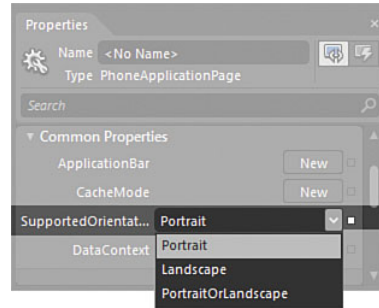 Properties
Name <No Name>
Type PhoneApplicationPage
Search
Common Properties
ApplicationBar New
CacheMode New
SupportedOrientat... Portrait
DataContext Portrait
Landscape
PortraitOrLandscape